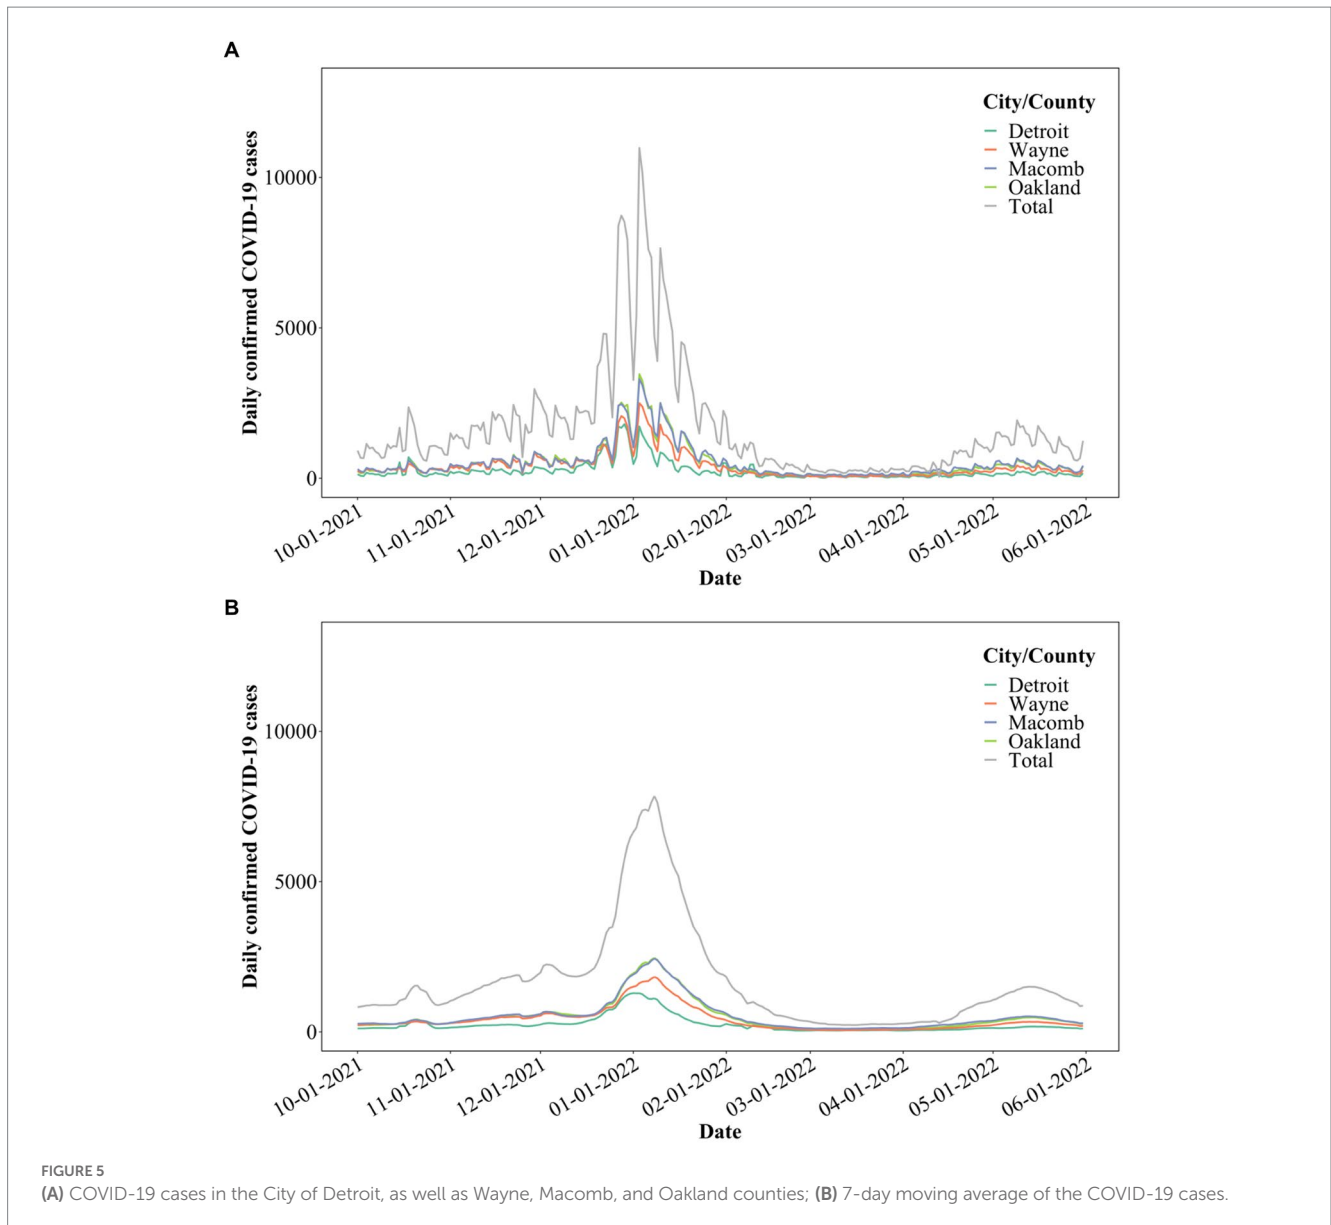 A
Daily confirmed COVID-19 cases
10000
5000
0
City/County
Detroit
Wayne
Macomb
Oakland
Total
10-01-2021
11-01-2021
12-01-2021
01-01-2022
02-01-2022
03-01-2022
04-01-2022
05-01-2022
06-01-2022
Date
B
Daily confirmed COVID-19 cases
10000
5000
0
City/County
Detroit
Wayne
Macomb
Oakland
Total
10-01-2021
11-01-2021
12-01-2021
01-01-2022
02-01-2022
03-01-2022
04-01-2022
05-01-2022
06-01-2022
Date
FIGURE 5
(A) COVID-19 cases in the City of Detroit, as well as Wayne, Macomb, and Oakland counties; (B) 7-day moving average of the COVID-19 cases.